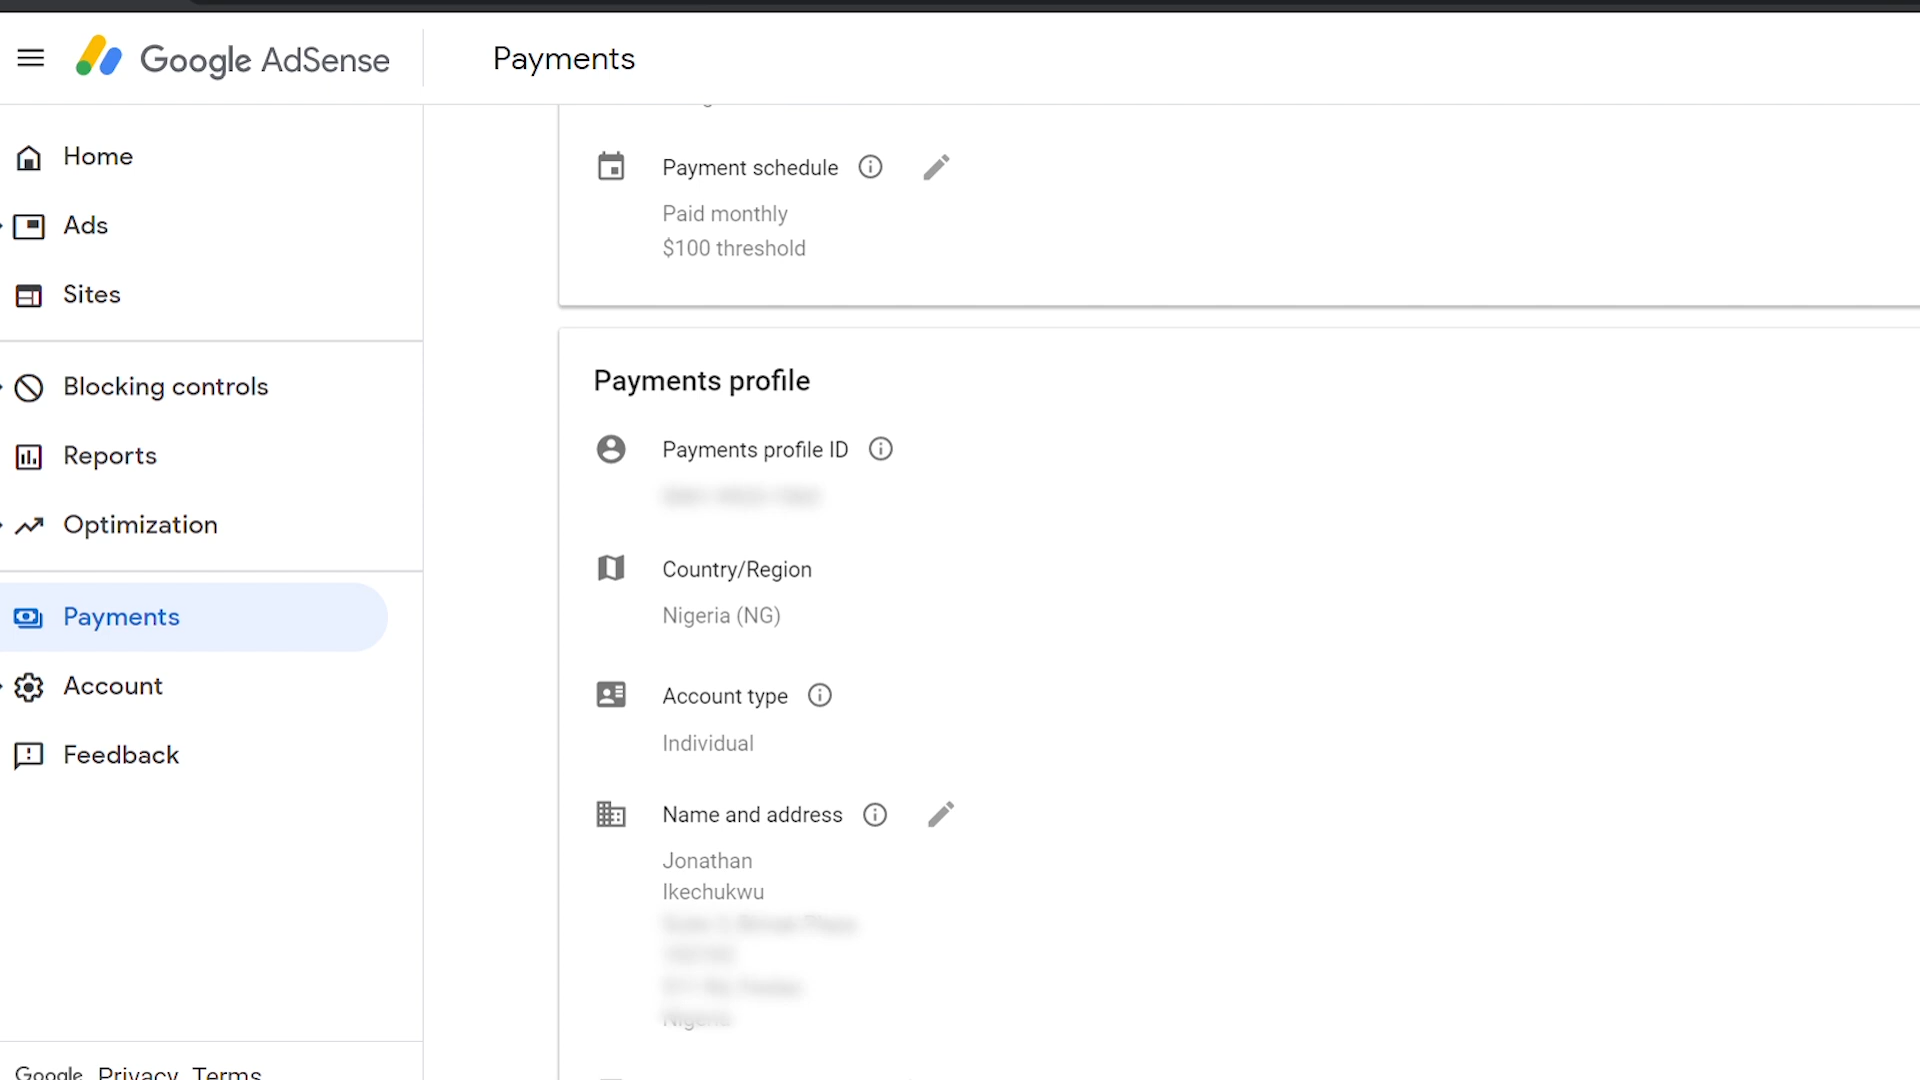 Google AdSense
Payments
Home
Ads
Sites
Blocking controls
Reports
Optimization
Payments
Account
Feedback
Google Privacy Terms
Payment schedule
Paid monthly
$100 threshold
Payments profile
Payments profile ID
Country/Region
Nigeria (NG)
Account type
Individual
Name and address
Jonathan
Ikechukwu